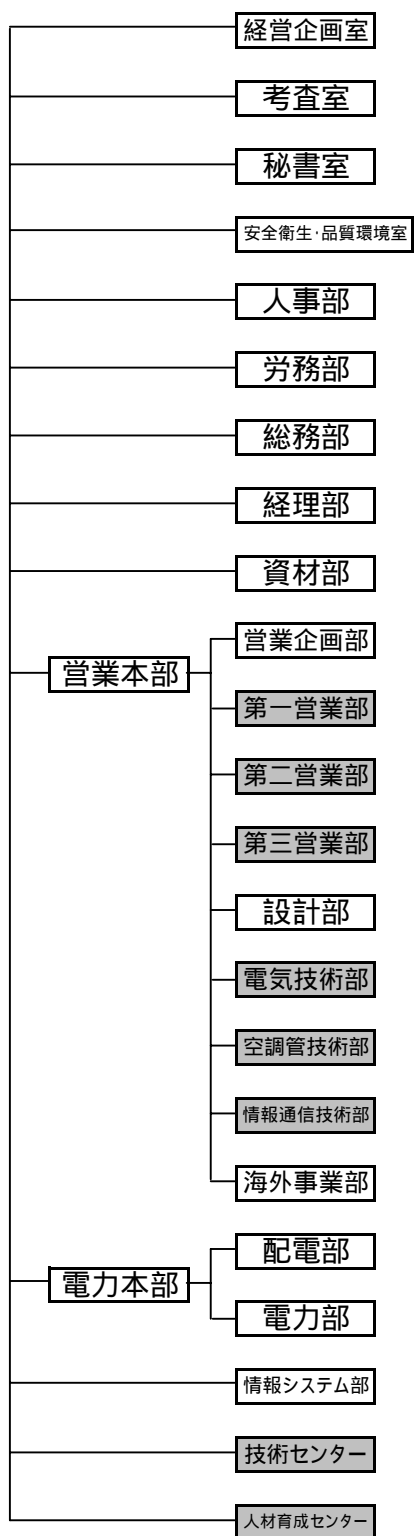 経営企画室
考査室
秘書室
安全衛生・品質環境室
人事部
労務部
総務部
経理部
資材部
営業本部
営業企画部
第一営業部
第二営業部
第三営業部
設計部
電気技術部
空調管技術部
情報通信技術部
海外事業部
電力本部
配電部
電力部
情報システム部
技術センター
人材育成センター